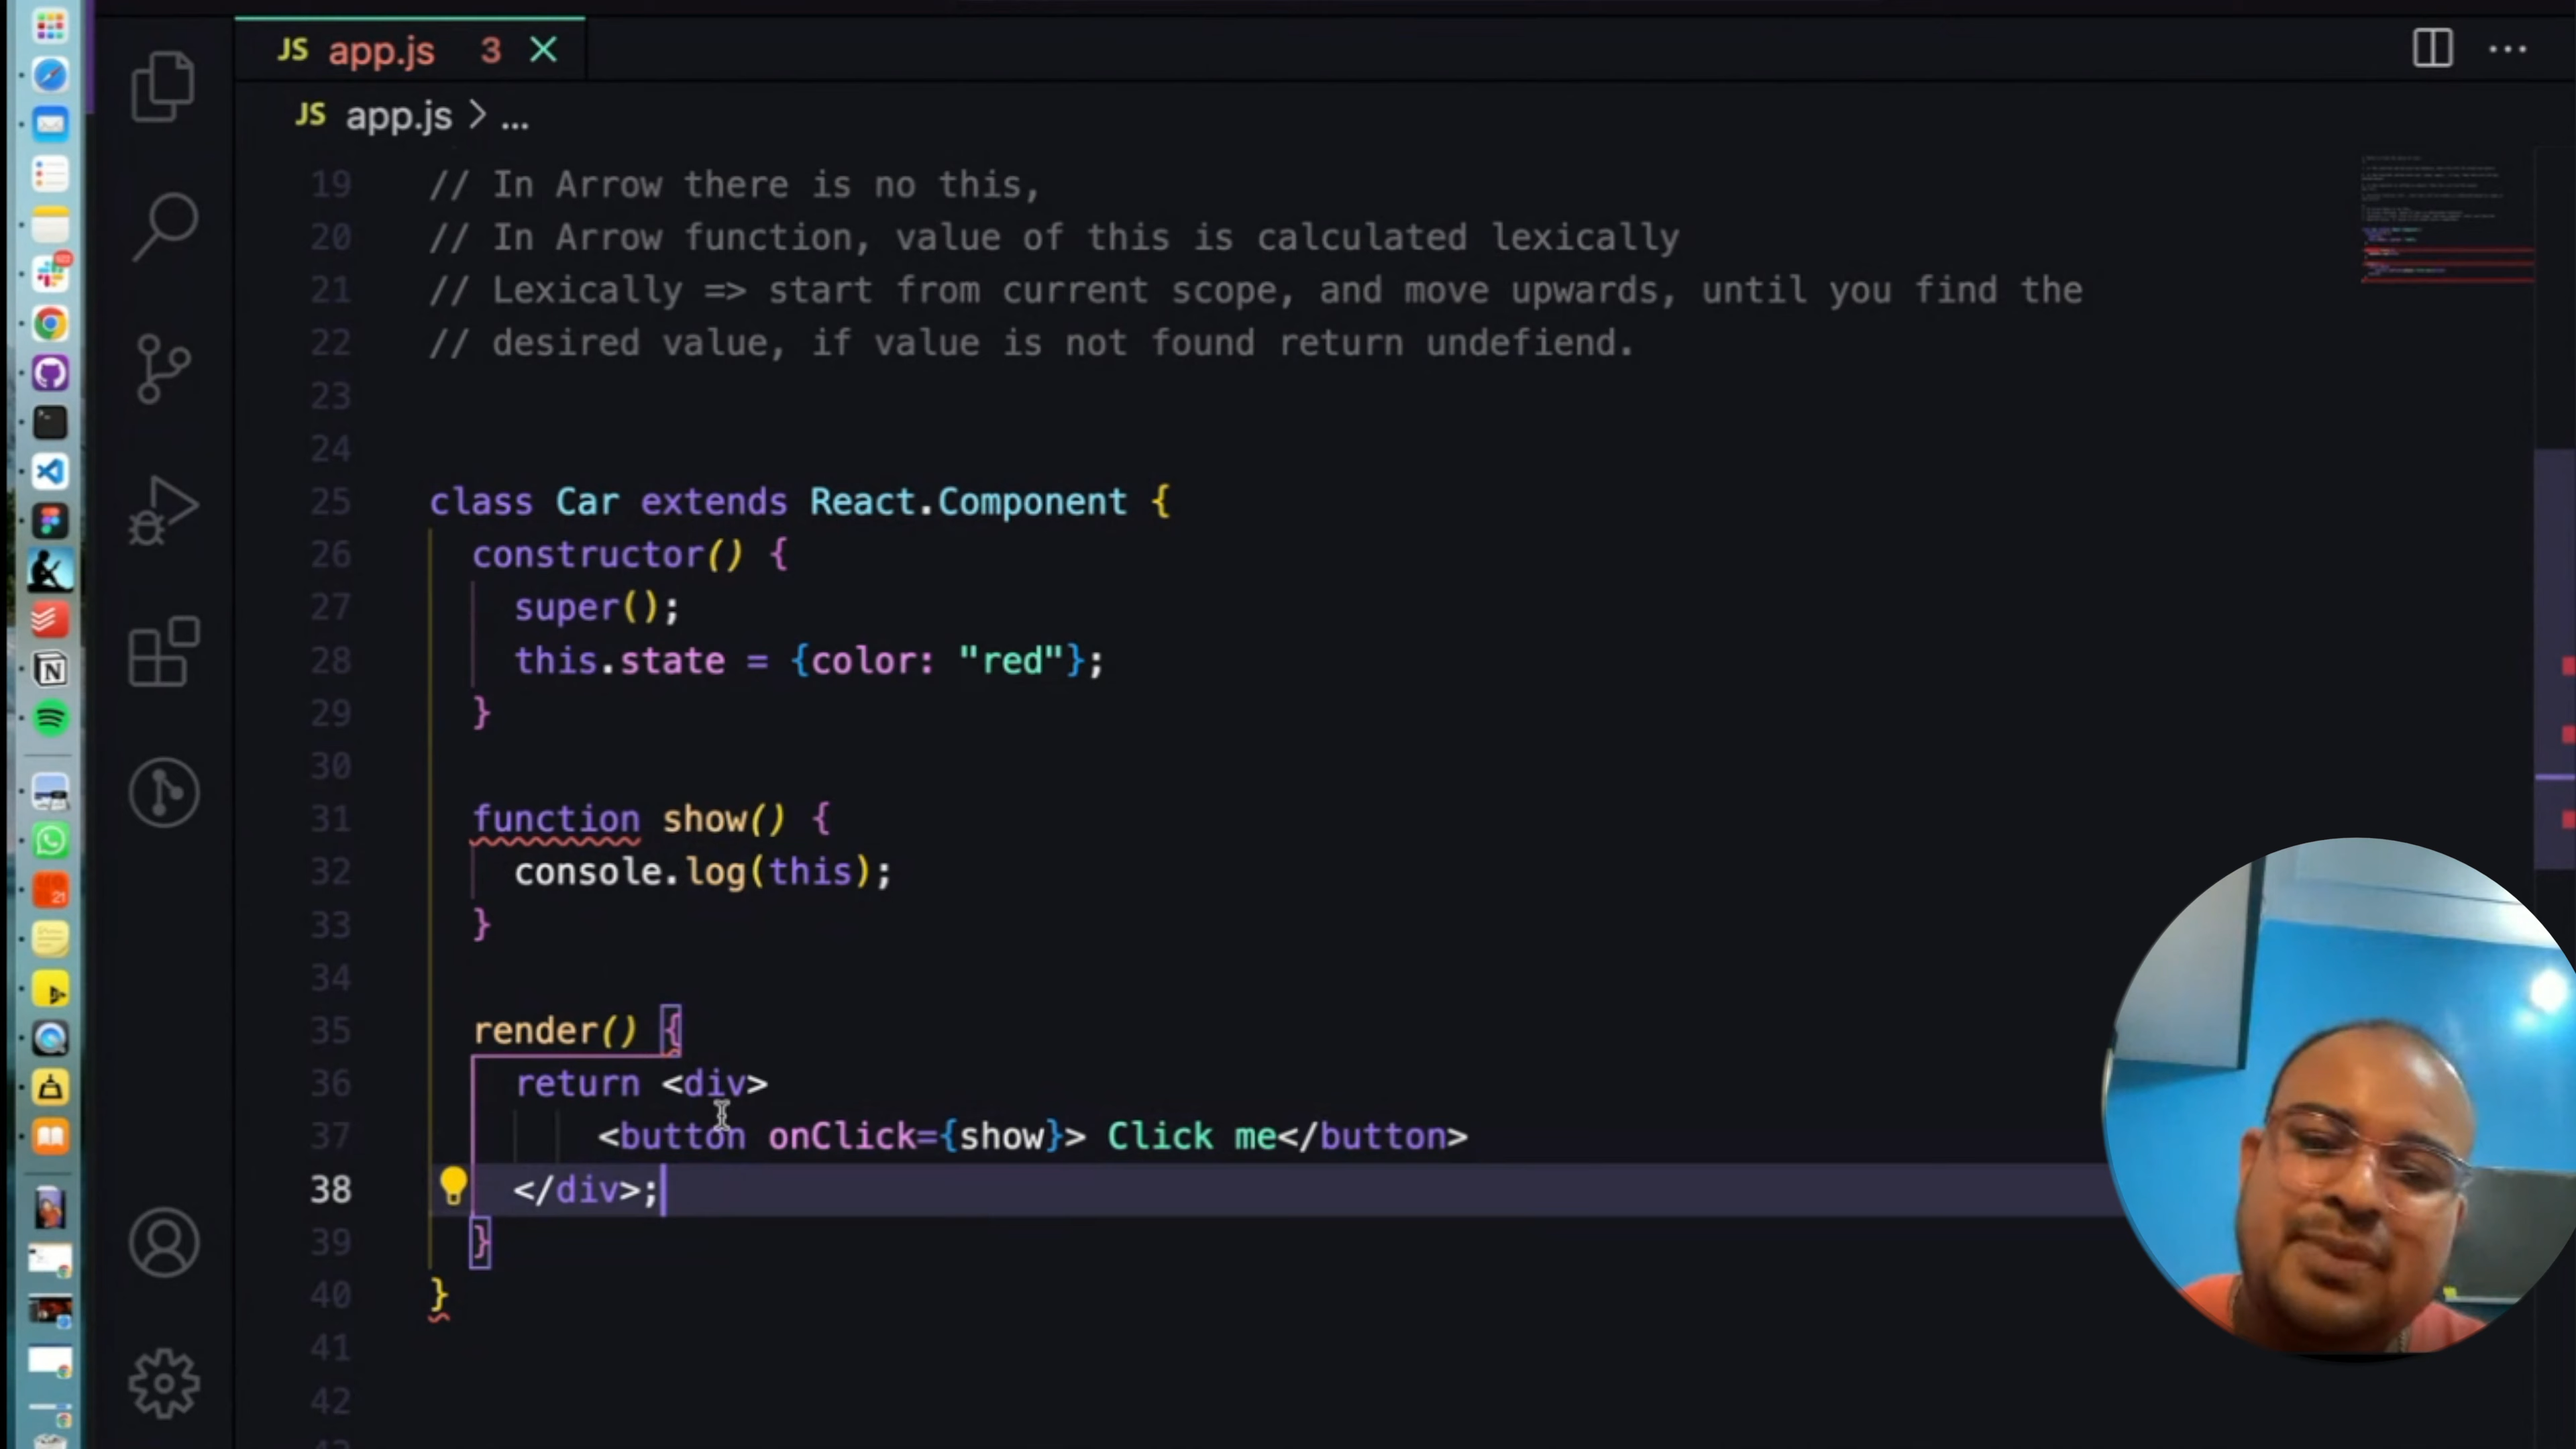 JS app.js 3
JS app.js > ...
19 // In Arrow there is no this,
20 // In Arrow function, value of this is calculated lexically
21 // Lexically => start from current scope, and move upwards, until you find the
22 // desired value, if value is not found return undefiend.
23
24
25 class Car extends React.Component {
26 constructor() {
27 super();
28 this.state = {color: "red"};
29 }
30
31 function show() {
32 console.log(this);
33 }
34
35 render() {
36 return <div>
37 <button onClick={show}> Click me</button>
38 </div>;
39 }
40 }
41
42